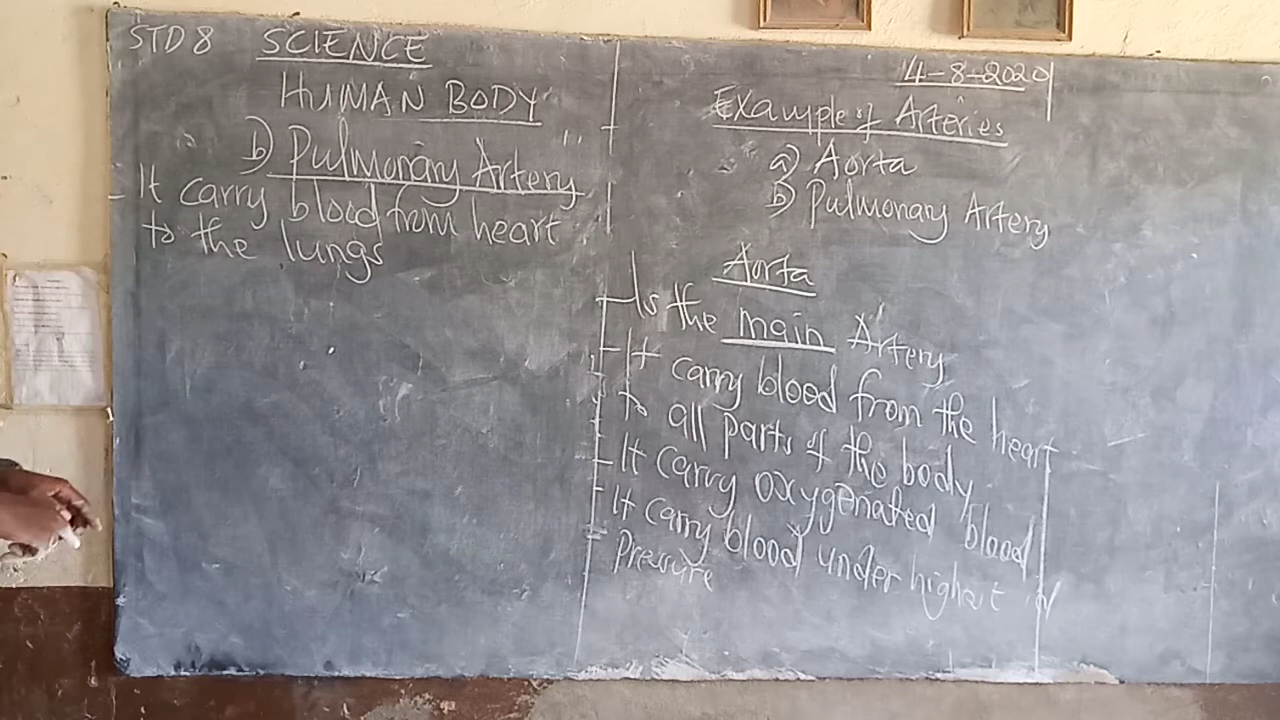 STD 8 SCIENCE
HUMAN BODY
b) Pulmonary Artery
- It carry blood from heart
to the lungs
4-8-2020
Example of Arteries
a) Aorta
b) Pulmonary Artery
Aorta
- Is the main Artery
- It carry blood from the heart
to all parts of the body
- It carry oxygenated blood
- It carry blood under highest
Pressure